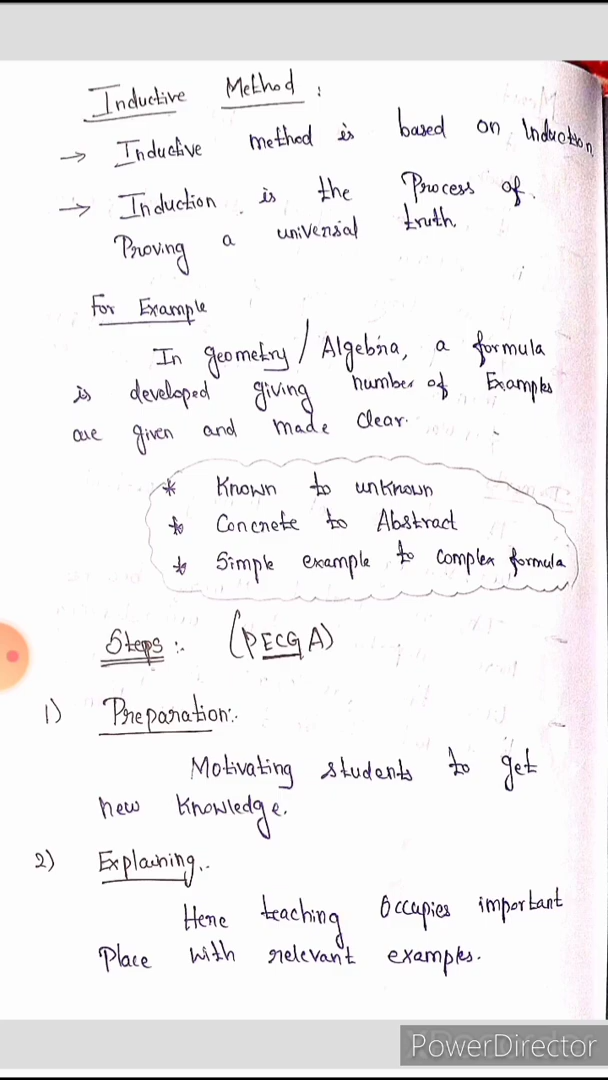 Inductive Method :
→ Inductive method is based on Induction
→ Induction is the Process of
Proving a universal truth.
For Example
In geometry / Algebra, a formula
is developed giving number of Examples
are given and made clear.
* Known to unknown
* Concrete to Abstract
* Simple example to complex formula
Steps :- (PECGA)
1) Preparation:-
Motivating students to get
new knowledge.
2) Explaining:-
Here teaching occupies important
Place with relevant examples.
PowerDirector